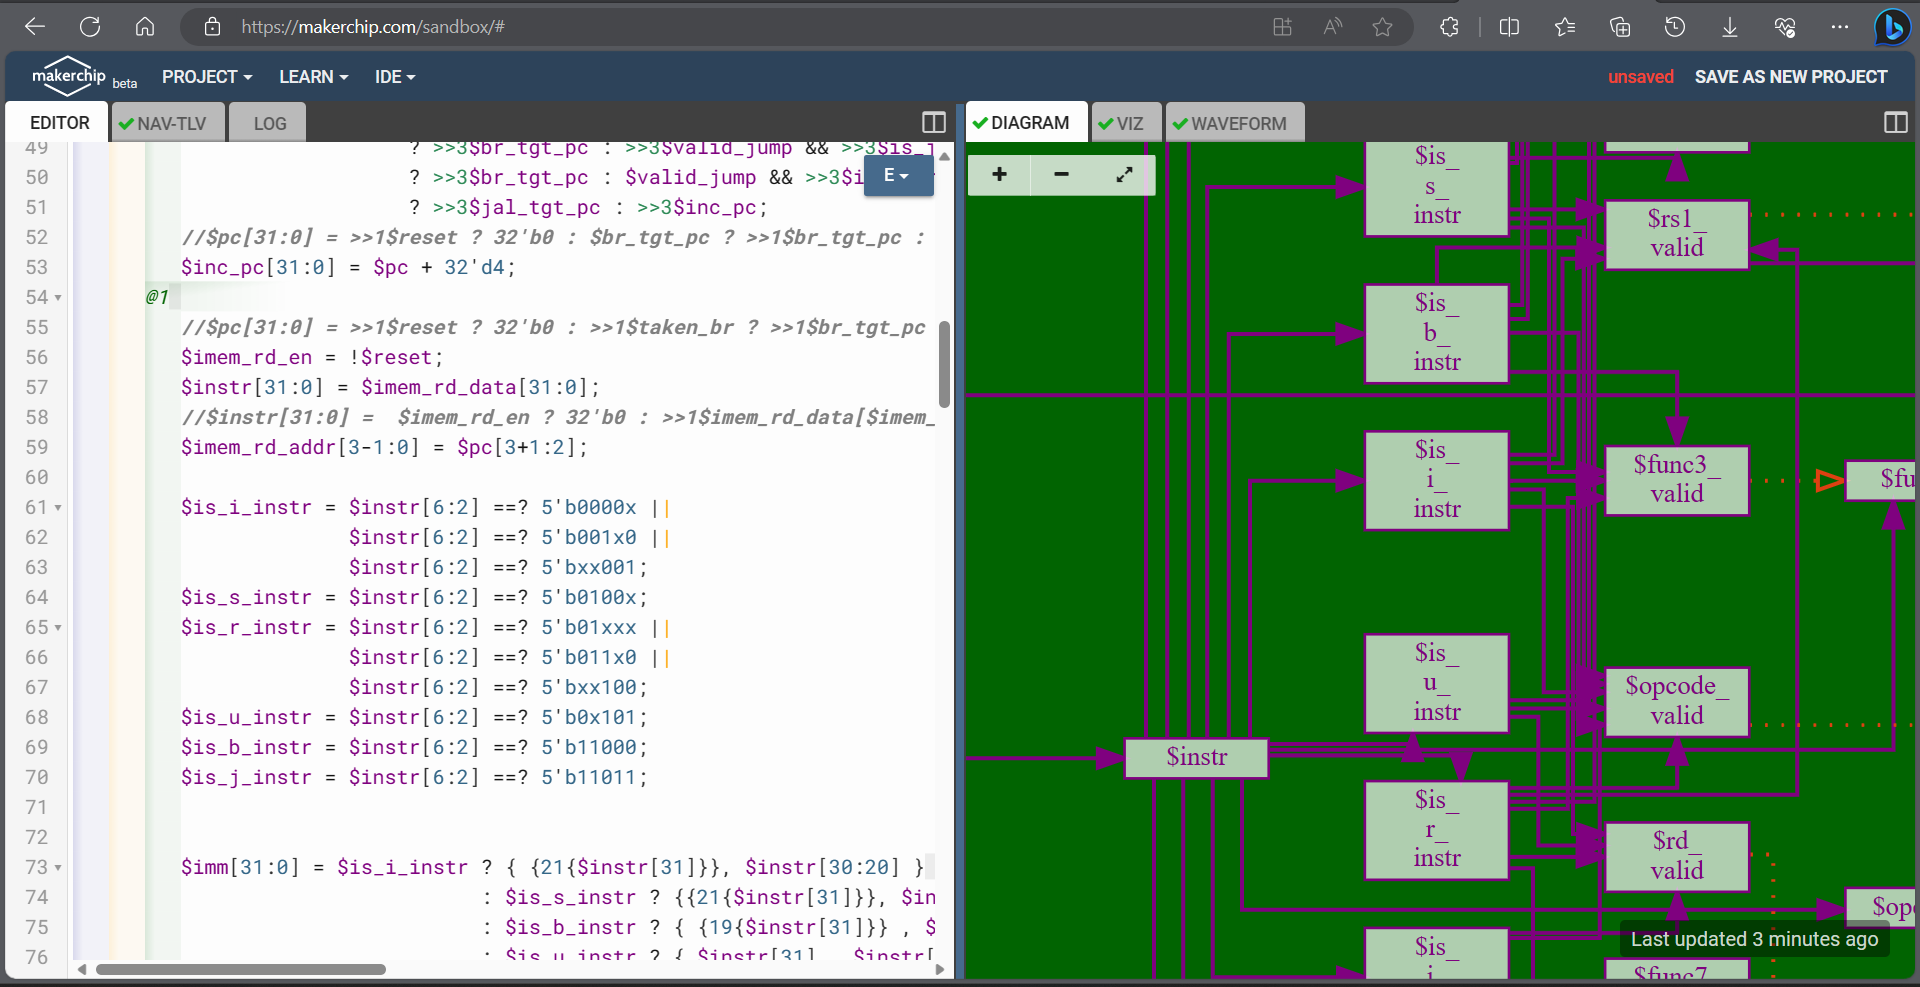 https://makerchip.com/sandbox/#
makerchip beta PROJECT LEARN IDE unsaved SAVE AS NEW PROJECT
EDITOR NAV-TLV LOG
DIAGRAM VIZ WAVEFORM
E
49 ? >>3$br_tgt_pc : >>3$valid_jump && >>3$is_j
50 ? >>3$br_tgt_pc : $valid_jump && >>3$i
51 ? >>3$jal_tgt_pc : >>3$inc_pc;
52 //$pc[31:0] = >>1$reset ? 32'b0 : $br_tgt_pc ? >>1$br_tgt_pc :
53 $inc_pc[31:0] = $pc + 32'd4;
54 @1
55 //$pc[31:0] = >>1$reset ? 32'b0 : >>1$taken_br ? >>1$br_tgt_pc
56 $imem_rd_en = !$reset;
57 $instr[31:0] = $imem_rd_data[31:0];
58 //$instr[31:0] =  $imem_rd_en ? 32'b0 : >>1$imem_rd_data[$imem_
59 $imem_rd_addr[3-1:0] = $pc[3+1:2];
60
61 $is_i_instr = $instr[6:2] ==? 5'b0000x ||
62 $instr[6:2] ==? 5'b001x0 ||
63 $instr[6:2] ==? 5'bxx001;
64 $is_s_instr = $instr[6:2] ==? 5'b0100x;
65 $is_r_instr = $instr[6:2] ==? 5'b01xxx ||
66 $instr[6:2] ==? 5'b011x0 ||
67 $instr[6:2] ==? 5'bxx100;
68 $is_u_instr = $instr[6:2] ==? 5'b0x101;
69 $is_b_instr = $instr[6:2] ==? 5'b11000;
70 $is_j_instr = $instr[6:2] ==? 5'b11011;
71
72
73 $imm[31:0] = $is_i_instr ? { {21{$instr[31]}}, $instr[30:20] }
74 : $is_s_instr ? {{21{$instr[31]}}, $in
75 : $is_b_instr ? { {19{$instr[31]}} , $
76 : $is_u_instr ? { $instr[31] , $instr[
+ −
$is_
s_
instr
$rs1_
valid
$is_
b_
instr
$is_
i_
instr
$func3_
valid
$fu
$is_
u_
instr
$opcode_
valid
$instr
$is_
r_
instr
$rd_
valid
$opc
$is_
$func7
Last updated 3 minutes ago